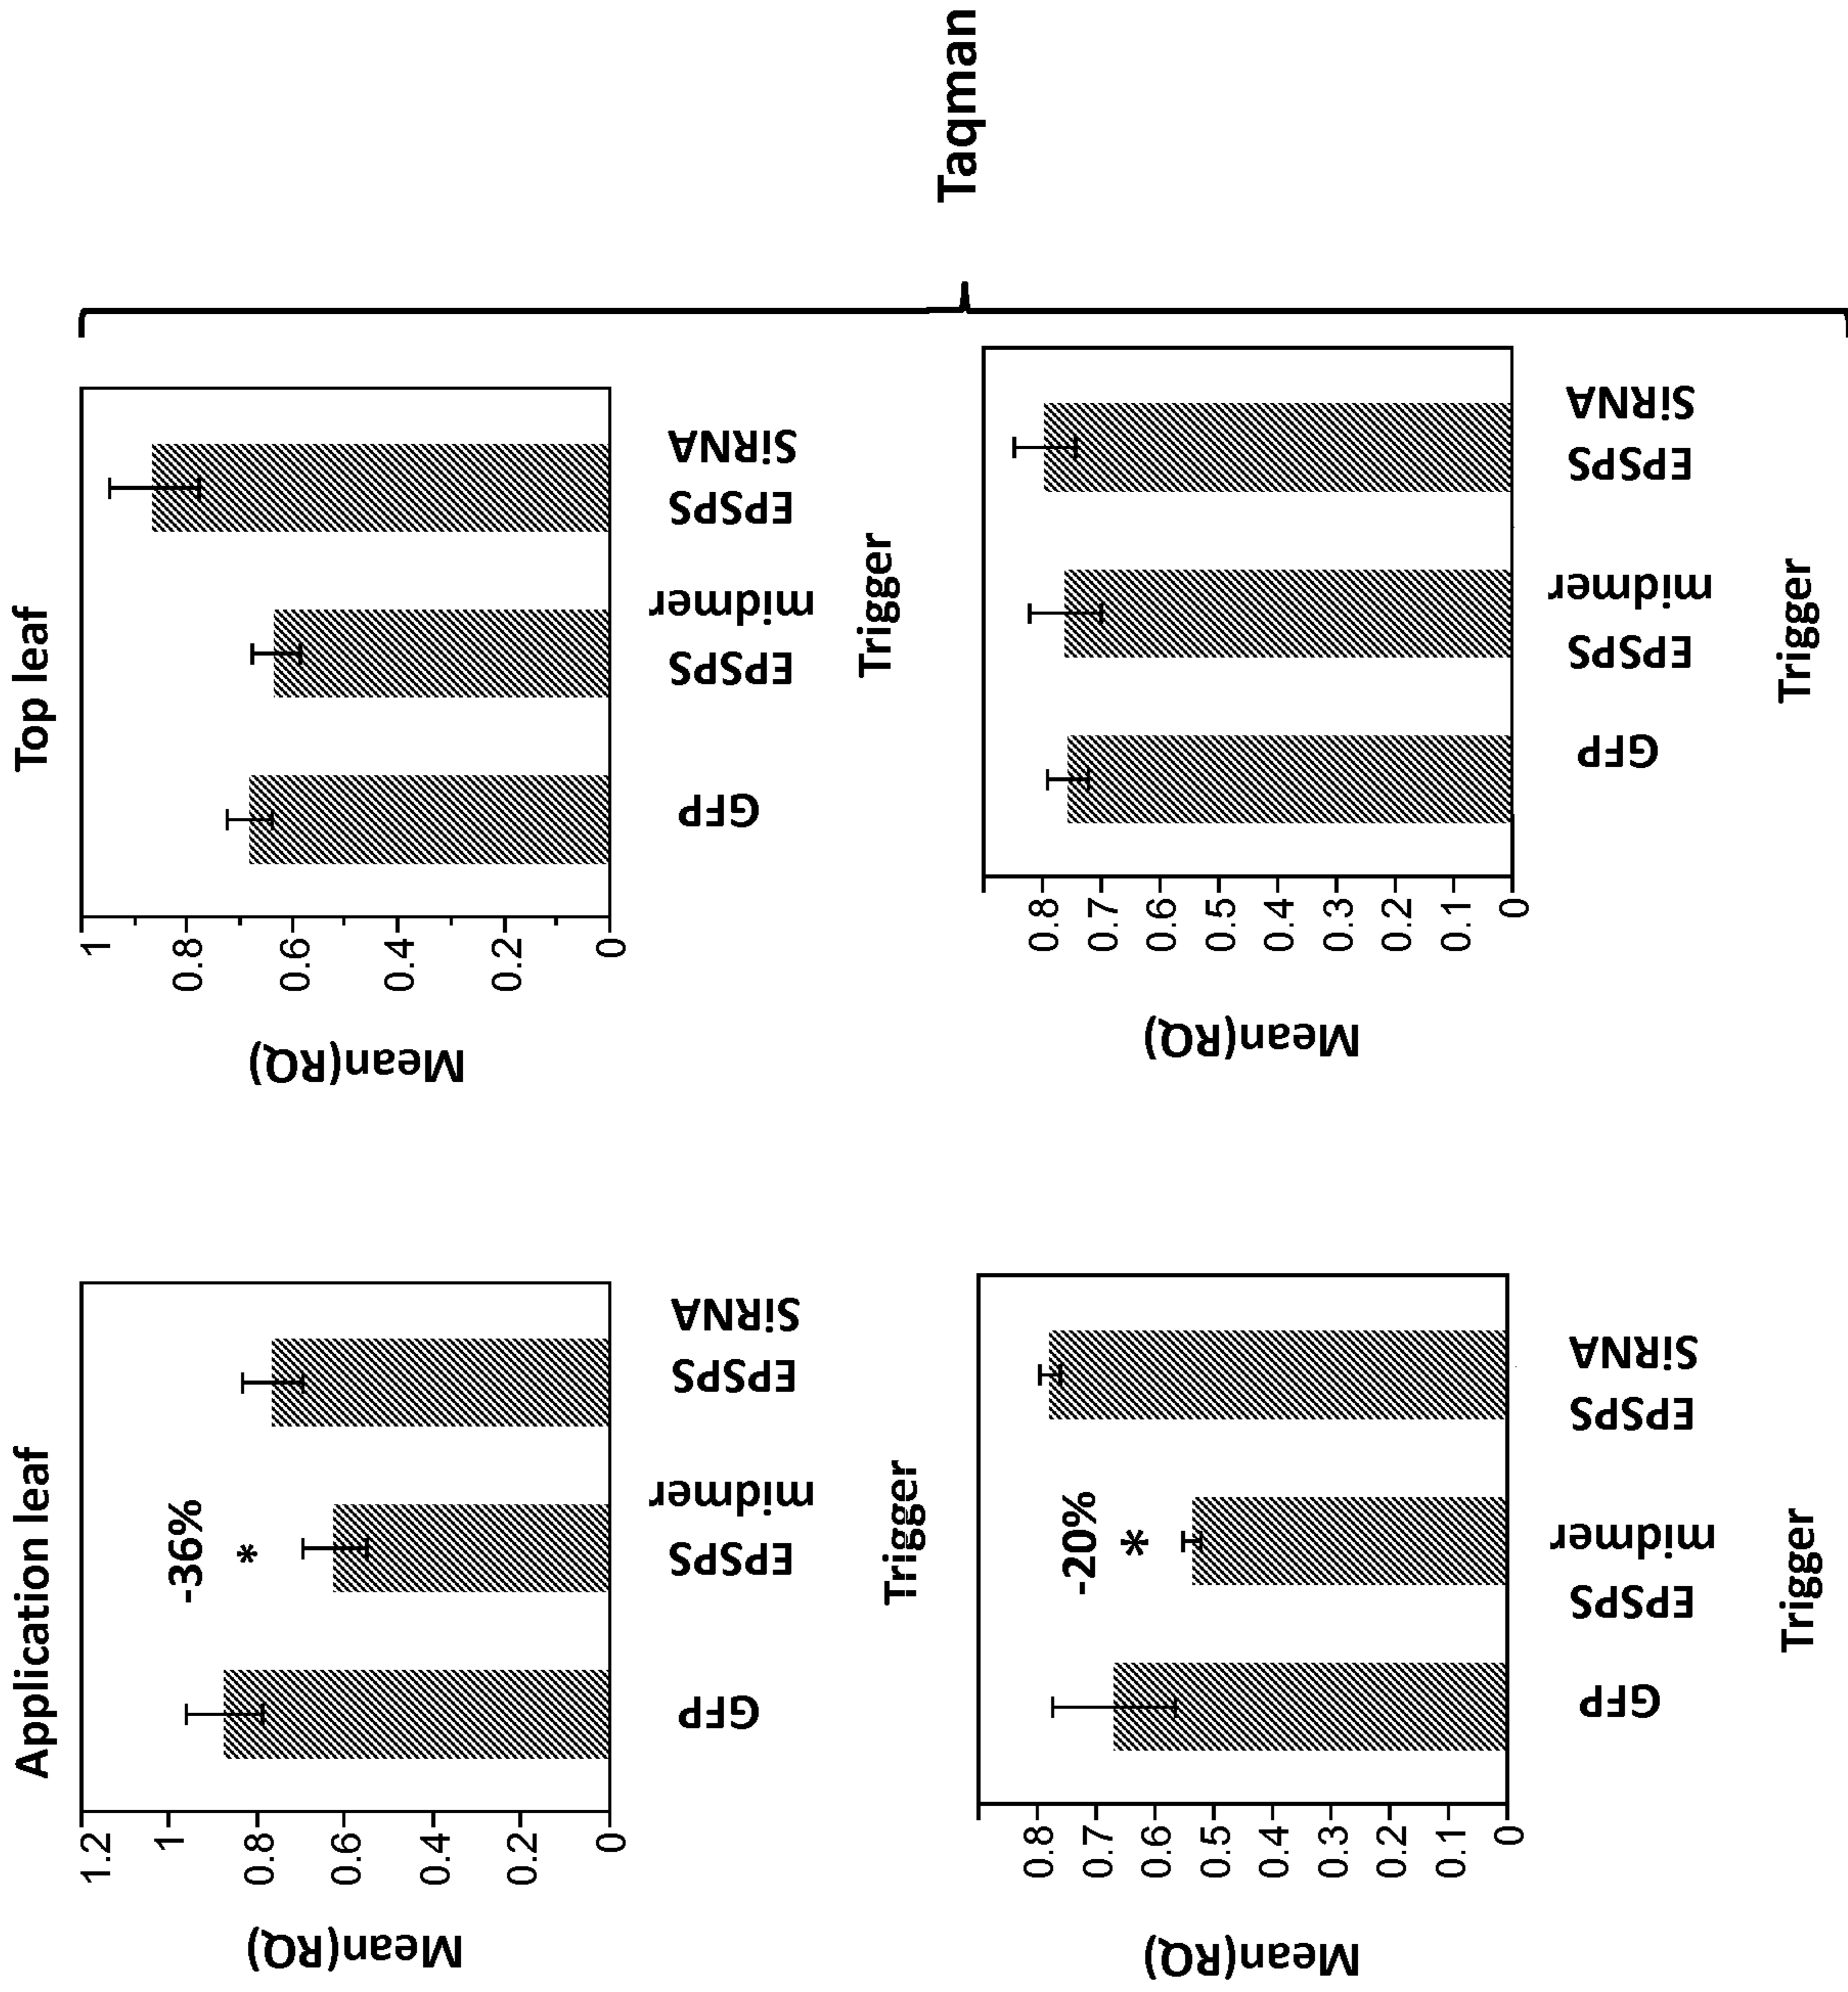 Application leaf
Mean(RQ)
1.2
1
0.8
0.6
0.4
0.2
0
-36%
*
GFP
EPSPS
midmer
EPSPS
SiRNA
Trigger
Top leaf
Mean(RQ)
1
0.8
0.6
0.4
0.2
0
GFP
EPSPS
midmer
EPSPS
SiRNA
Trigger
Mean(RQ)
0.8
0.7
0.6
0.5
0.4
0.3
0.2
0.1
0
-20%
*
GFP
EPSPS
midmer
EPSPS
SiRNA
Trigger
Mean(RQ)
0.8
0.7
0.6
0.5
0.4
0.3
0.2
0.1
0
GFP
EPSPS
midmer
EPSPS
SiRNA
Trigger
Taqman